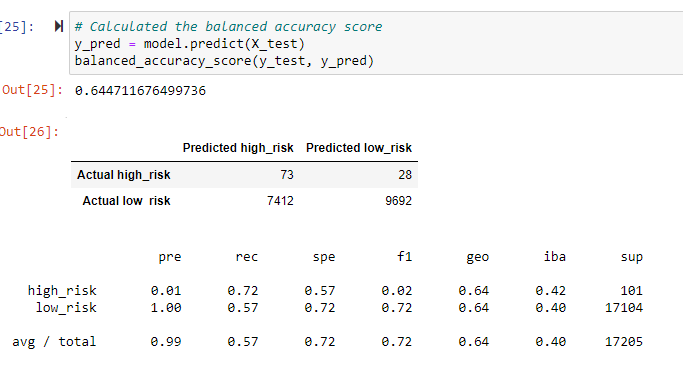 [25]: # Calculated the balanced accuracy score
y_pred = model.predict(X_test)
balanced_accuracy_score(y_test, y_pred)
Out[25]: 0.644711676499736
Out[26]:
Predicted high_risk Predicted low_risk
Actual high_risk 73 28
Actual low_risk 7412 9692
pre rec spe f1 geo iba sup
high_risk 0.01 0.72 0.57 0.02 0.64 0.42 101
low_risk 1.00 0.57 0.72 0.72 0.64 0.40 17104
avg / total 0.99 0.57 0.72 0.72 0.64 0.40 17205